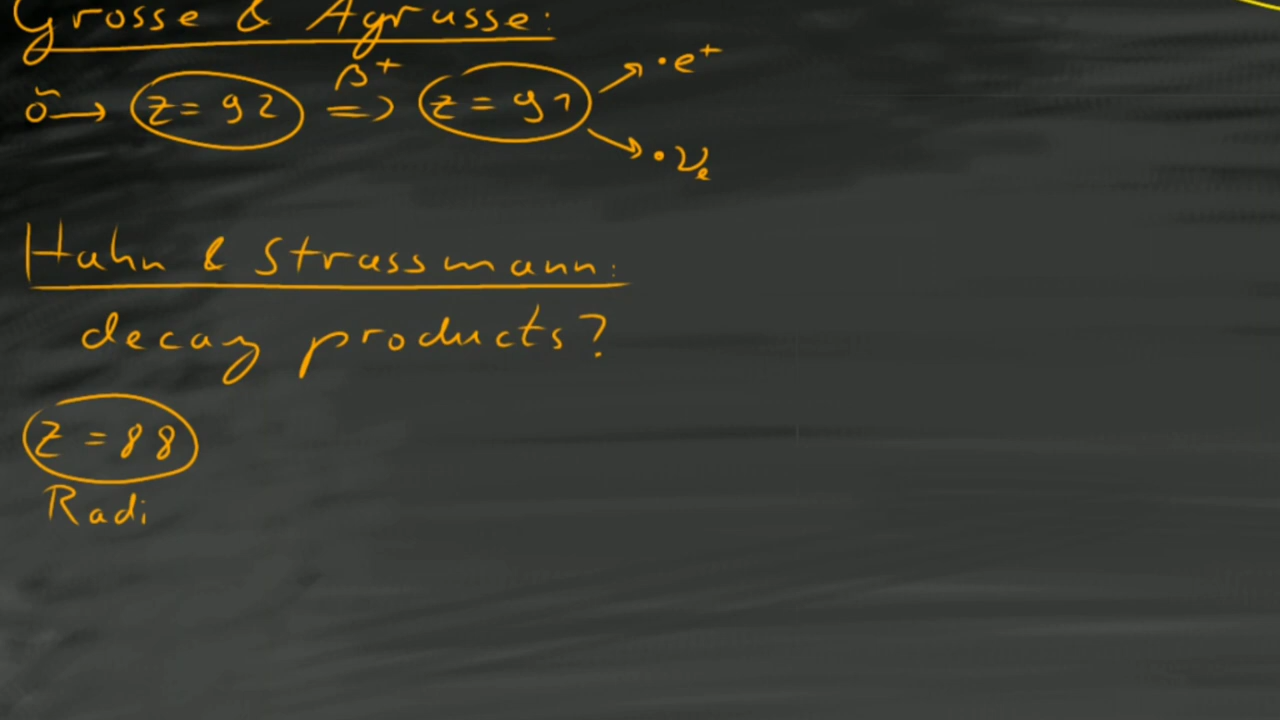 Grosse & Agrusse:
β+
õ → z = 92 => z = 91 • e+
• νe
Hahn & Strassmann:
decay products?
Z = 88
Radi